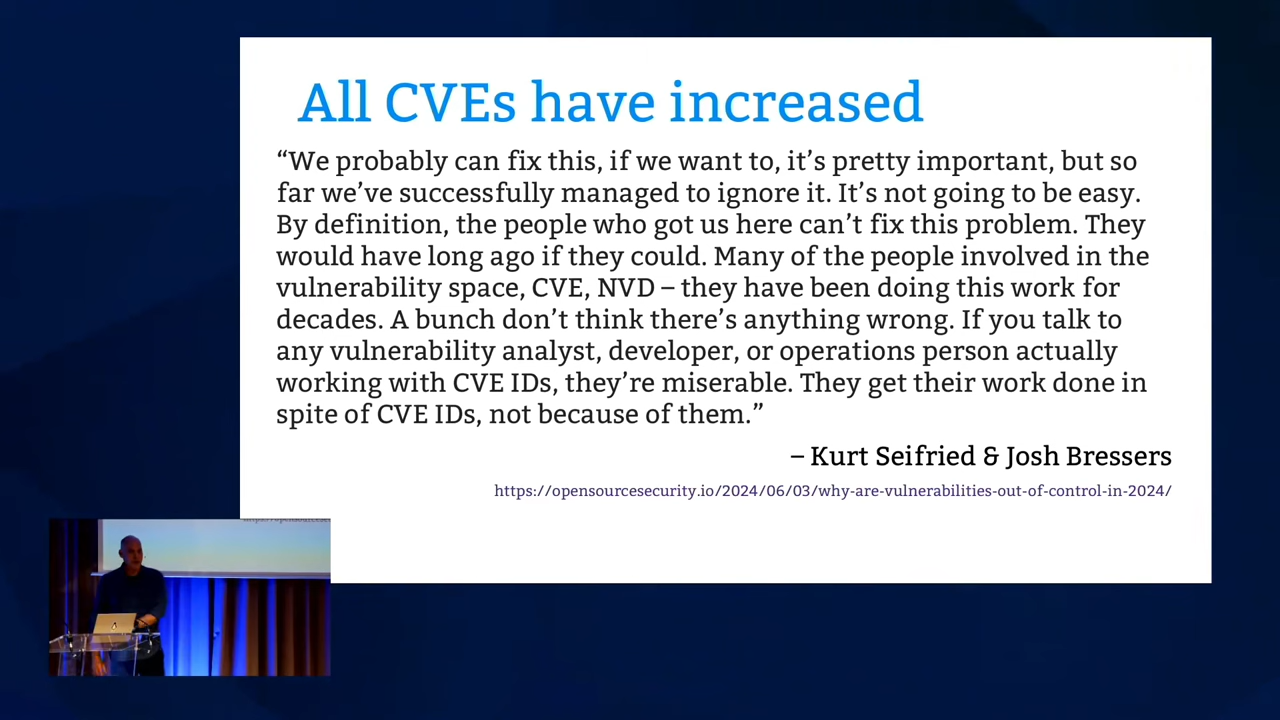 All CVEs have increased
“We probably can fix this, if we want to, it’s pretty important, but so
far we’ve successfully managed to ignore it. It’s not going to be easy.
By definition, the people who got us here can’t fix this problem. They
would have long ago if they could. Many of the people involved in the
vulnerability space, CVE, NVD – they have been doing this work for
decades. A bunch don’t think there’s anything wrong. If you talk to
any vulnerability analyst, developer, or operations person actually
working with CVE IDs, they’re miserable. They get their work done in
spite of CVE IDs, not because of them.”
– Kurt Seifried & Josh Bressers
https://opensourcesecurity.io/2024/06/03/why-are-vulnerabilities-out-of-control-in-2024/